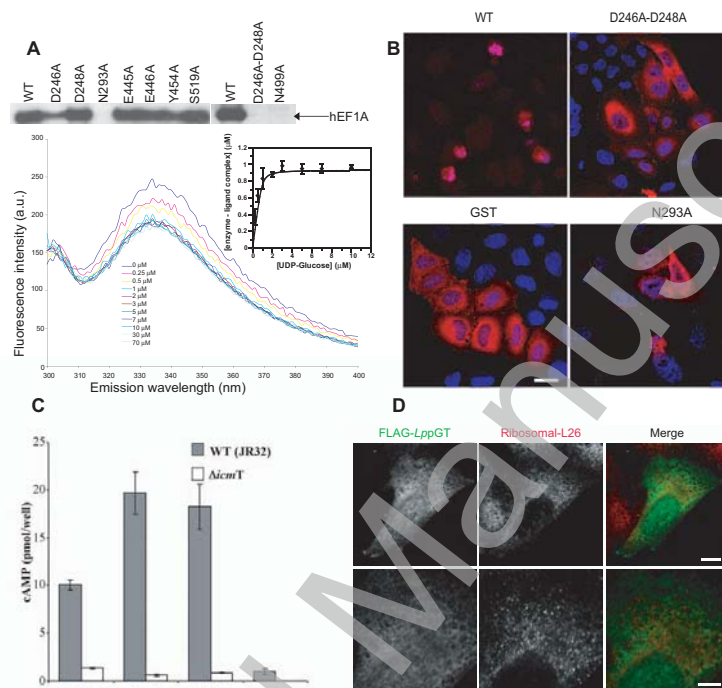 A
WT
D246A
D248A
N293A
E445A
E446A
Y454A
S519A
WT
D246A-D248A
N499A
hEF1A
Fluorescence intensity (a.u.)
300
250
200
150
100
50
0
300 310 320 330 340 350 360 370 380 390 400
Emission wavelength (nm)
0 µM
0.25 µM
0.5 µM
1 µM
2 µM
3 µM
5 µM
7 µM
10 µM
30 µM
70 µM
[enzyme - ligand complex] (µM)
1.2
1
0.8
0.6
0.4
0.2
0
0 2 4 6 8 10 12
[UDP-Glucose] (µM)
B
WT
D246A-D248A
GST
N293A
C
cAMP (pmol/well)
25
20
15
10
5
0
WT (JR32)
ΔicmT
D
FLAG-LppGT
Ribosomal-L26
Merge
Manusc